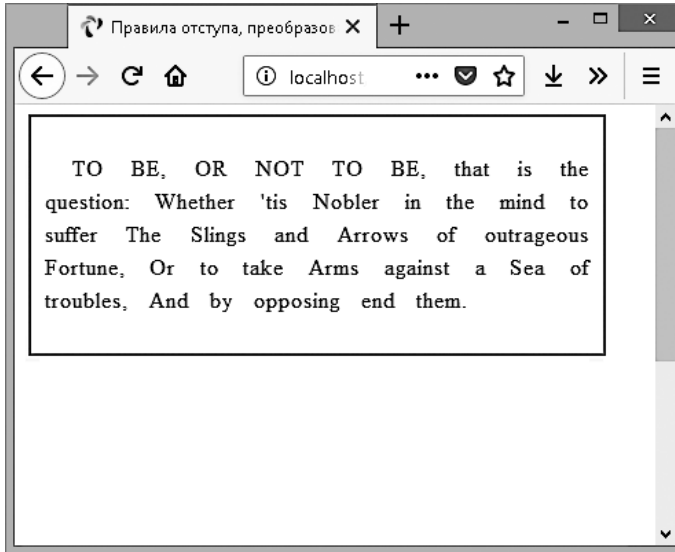 Правила отступа, преобразов
localhost
TO BE, OR NOT TO BE, that is the
question: Whether 'tis Nobler in the mind to
suffer The Slings and Arrows of outrageous
Fortune, Or to take Arms against a Sea of
troubles, And by opposing end them.